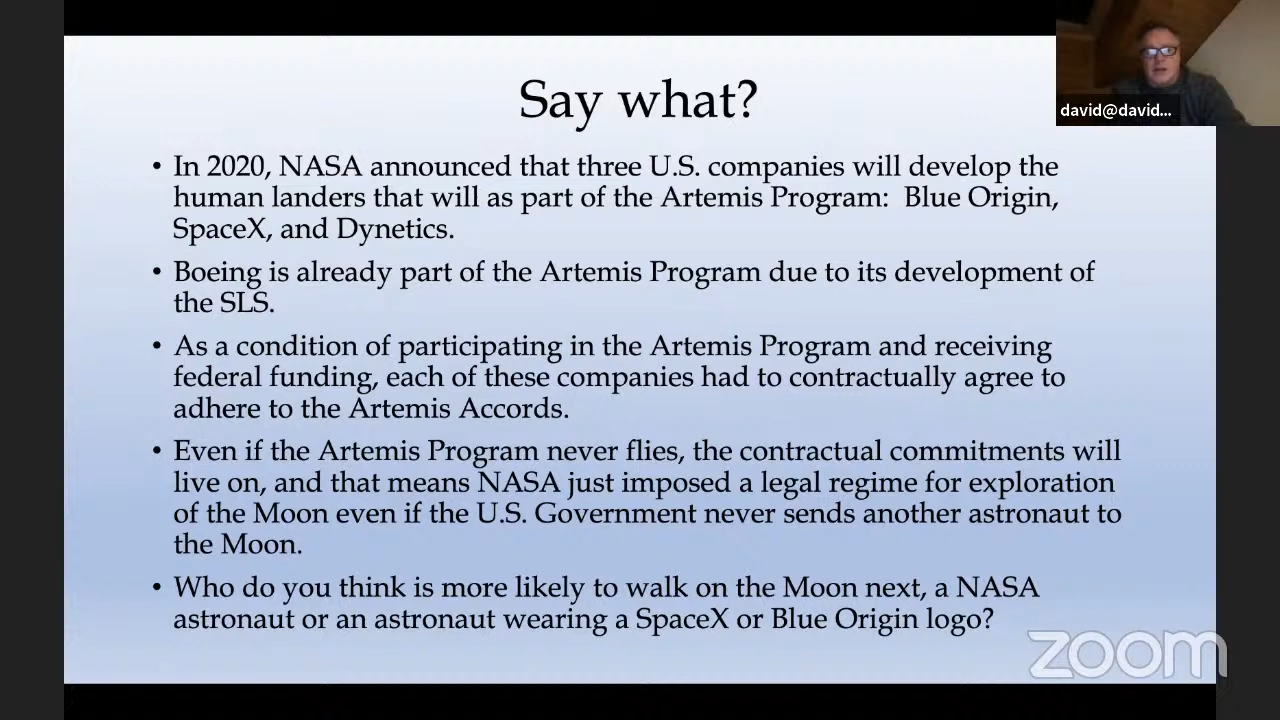 Say what?
david@david...
• In 2020, NASA announced that three U.S. companies will develop the
human landers that will as part of the Artemis Program:  Blue Origin,
SpaceX, and Dynetics.
• Boeing is already part of the Artemis Program due to its development of
the SLS.
• As a condition of participating in the Artemis Program and receiving
federal funding, each of these companies had to contractually agree to
adhere to the Artemis Accords.
• Even if the Artemis Program never flies, the contractual commitments will
live on, and that means NASA just imposed a legal regime for exploration
of the Moon even if the U.S. Government never sends another astronaut to
the Moon.
• Who do you think is more likely to walk on the Moon next, a NASA
astronaut or an astronaut wearing a SpaceX or Blue Origin logo?
zoom